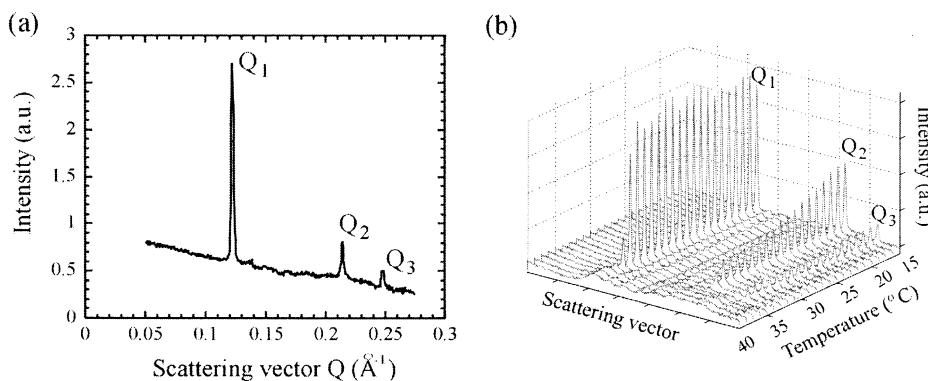 (a)
3
2.5
2
1.5
1
0.5
0
Intensity (a.u.)
Q1
Q2
Q3
0 0.05 0.1 0.15 0.2 0.25 0.3
Scattering vector Q (Å-1)
(b)
Q1
Q2
Q3
Intensity (a.u.)
Scattering vector
40 35 30 25 20 15
Temperature (°C)